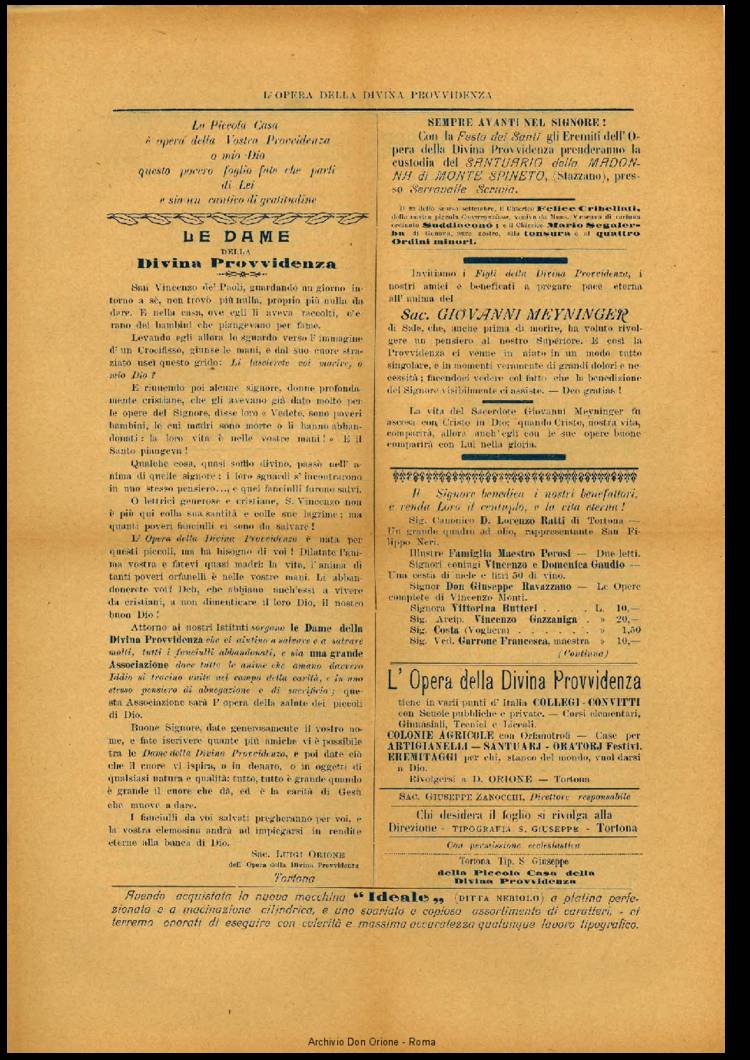 L'OPERA DELLA DIVINA PROVVIDENZA
La Piccola Casa
è opera della Vostra Provvidenza
o mio Dio
questo povero foglio fate che parli
di Lei
e sia un cantico di gratitudine
LE DAME
DELLA
Divina Provvidenza
San Vincenzo de' Paoli, guardando un giorno in-
torno a sè, non trovò più nulla, proprio più nulla da
dare. E nella casa, ove egli li aveva raccolti, c'e-
rano dei bambini che piangevano per fame.
Levando egli allora lo sguardo verso l'immagine
d'un Crocifisso, giunse le mani, e dal suo cuore stra-
ziato uscì questo grido: Li lascierete voi morire, o
mio Dio?
E riunendo poi alcune signore, donne profonda-
mente cristiane, che gli avevano già dato molto per
le opere del Signore, disse loro « Vedete, sono poveri
bambini, le cui madri sono morte o li hanno abban-
donati: la loro vita è nelle vostre mani! » E il
Santo piangeva!
Qualche cosa, quasi soffio divino, passò nell'a-
nima di quelle signore: i loro sguardi s'incontrarono
in uno stesso pensiero..., e quei fanciulli furono salvi.
O lettrici generose e cristiane, S. Vincenzo non
è più qui colla sua santità e colle sue lagrime; ma
quanti poveri fanciulli ci sono da salvare!
L'Opera della Divina Provvidenza è nata per
questi piccoli, ma ha bisogno di voi! Dilatate l'ani-
ma vostra e fatevi quasi madri: la vita, l'anima di
tanti poveri orfanelli è nelle vostre mani. Le abban-
donerete voi? Deh, che abbiano anch'essi a vivere
da cristiani, a non dimenticare il loro Dio, il nostro
buon Dio!
Attorno ai nostri Istituti sorgano le Dame della
Divina Provvidenza che ci aiutino a salvare e a salvare
molti, tutti i fanciulli abbandonati, e sia una grande
Associazione dove tutte le anime che amano davvero
Iddio si trovino unite nel campo della carità, e in uno
stesso pensiero di abnegazione e di sacrificio; que-
sta Associazione sarà l'opera della salute dei piccoli
di Dio.
Buone Signore, date generosamente il vostro no-
me, e fate iscrivere quante più amiche vi è possibile
tra le Dame della Divina Provvidenza, e poi date ciò
che il cuore vi ispira, o in denaro, o in oggetti di
qualsiasi natura e qualità: tutto, tutto è grande quando
è grande il cuore che dà, ed è la carità di Gesù
che muove a dare.
I fanciulli da voi salvati pregheranno per voi, e
la vostra elemosina andrà ad impiegarsi in rendite
eterne alla banca di Dio.
Sac. LUIGI ORIONE
dell'Opera della Divina Provvidenza
Tortona
SEMPRE AVANTI NEL SIGNORE!
Con la Festa dei Santi gli Eremiti dell'O-
pera della Divina Provvidenza prenderanno la
custodia del SANTUARIO della MADON-
NA di MONTE SPINETO, (Stazzano), pres-
so Serravalle Scrivia.
settembre, il Chierico Felice Cribellati,
della nostra piccola Congregazione, veniva da Mons. Vescovo di
ordinato Suddiacono; e il Chierico Mario Segaler-
ba di Genova, pure nostro, alla tonsura e ai quattro
Ordini minori.
Invitiamo i Figli della Divina Provvidenza, i
nostri amici e beneficati a pregare pace eterna
all'anima del
Sac. GIOVANNI MEYNINGER
di Sale, che, anche prima di morire, ha voluto rivol-
gere un pensiero al nostro Superiore. E così la
Provvidenza ci venne in aiuto in un modo tutto
singolare, e in momenti veramente di grandi dolori e ne-
cessità; facendoci vedere col fatto che la benedizione
del Signore visibilmente ci assiste. — Deo gratias!
La vita del Sacerdote Giovanni Meyninger fu
ascosa con Cristo in Dio: quando Cristo, nostra vita,
comparirà, allora anch'egli con le sue opere buone
comparirà con Lui nella gloria.
Il Signore benedica i nostri benefattori,
e renda Loro il centuplo, e la vita eterna!
Sig. Canonico D. Lorenzo Ratti di Tortona —
Un grande quadro ad olio, rappresentante San Fi-
lippo Neri.
Illustre Famiglia Maestro Perosi — Due letti.
Signori coniugi Vincenzo e Domenica Gaudio —
Una cesta di mele e litri 50 di vino.
Signor Don Giuseppe Ravazzano — Le Opere
complete di Vincenzo Monti.
Signora Vittorina Butteri . . . . L. 10,—
Sig. Arcip. Vincenzo Gazzaniga . » 20,—
Sig. Costa (Voghera) . . . . . . » 1,50
Sig. Ved. Garrone Francesca, maestra » 10,—
(Continua)
L'Opera della Divina Provvidenza
tiene in varii punti d'Italia COLLEGI-CONVITTI
con Scuole pubbliche e private. — Corsi elementari,
Ginnasiali, Tecnici e Liceali.
COLONIE AGRICOLE con Orfanotrofi — Case per
ARTIGIANELLI — SANTUARJ - ORATORJ Festivi.
EREMITAGGI per chi, stanco del mondo, vuol darsi
a Dio.
Rivolgersi a D. ORIONE — Tortona
SAC. GIUSEPPE ZANOCCHI, Direttore responsabile
Chi desidera il foglio si rivolga alla
Direzione - TIPOGRAFIA S. GIUSEPPE - Tortona
Con permissione ecclesiastica
Tortona Tip. S. Giuseppe
della Piccola Casa della
Divina Provvidenza
Avendo acquistata la nuova macchina “Ideale„ (DITTA NEBIOLO) a platina perfe-
zionata e a macinazione cilindrica, e uno svariato e copioso assortimento di caratteri, - ci
terremo onorati di eseguire con celerità e massima accuratezza qualunque lavoro tipografico.
Archivio Don Orione - Roma